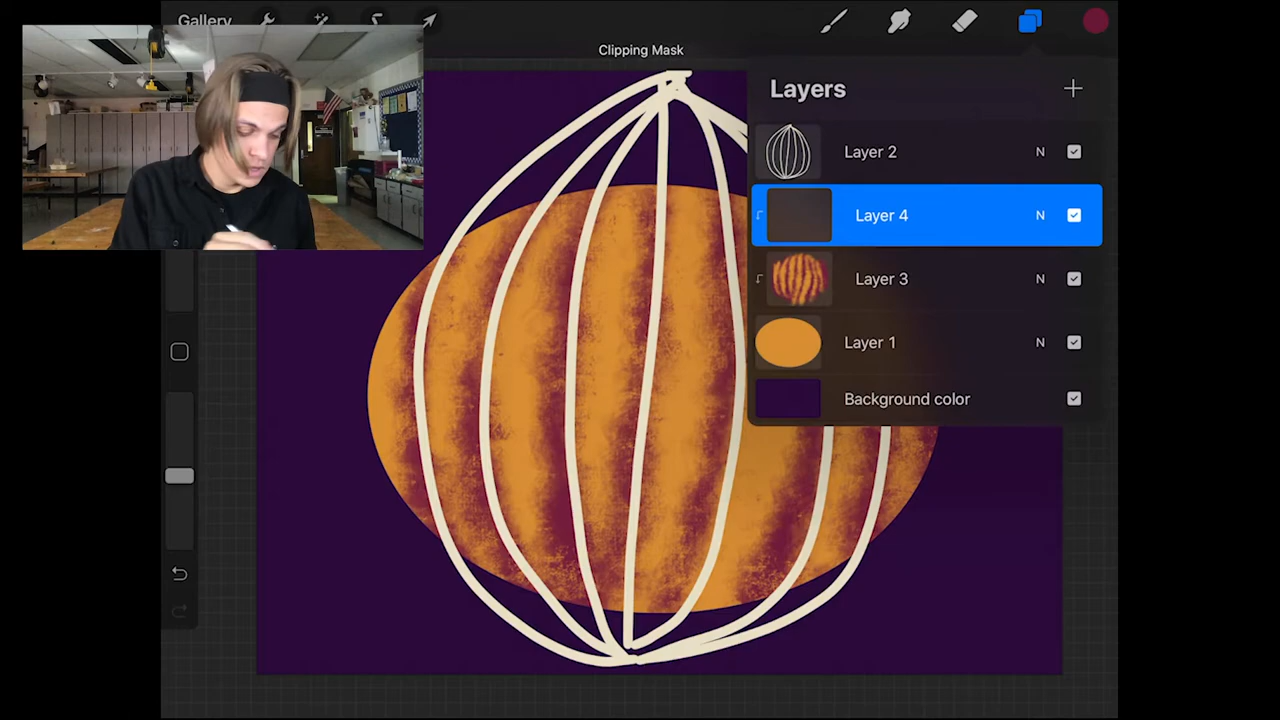 Gallery
Clipping Mask
Layers
Layer 2 N
Layer 4 N
Layer 3 N
Layer 1 N
Background color